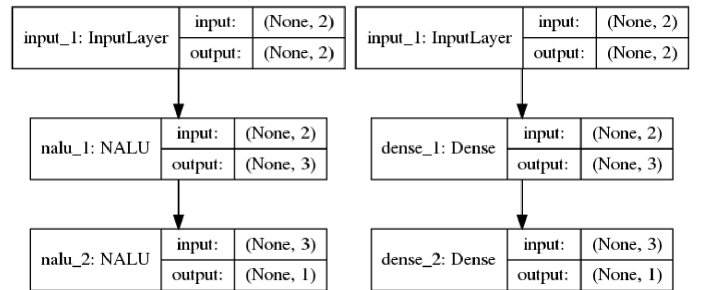 input_1: InputLayer
input: (None, 2)
output: (None, 2)
nalu_1: NALU
input: (None, 2)
output: (None, 3)
nalu_2: NALU
input: (None, 3)
output: (None, 1)
input_1: InputLayer
input: (None, 2)
output: (None, 2)
dense_1: Dense
input: (None, 2)
output: (None, 3)
dense_2: Dense
input: (None, 3)
output: (None, 1)